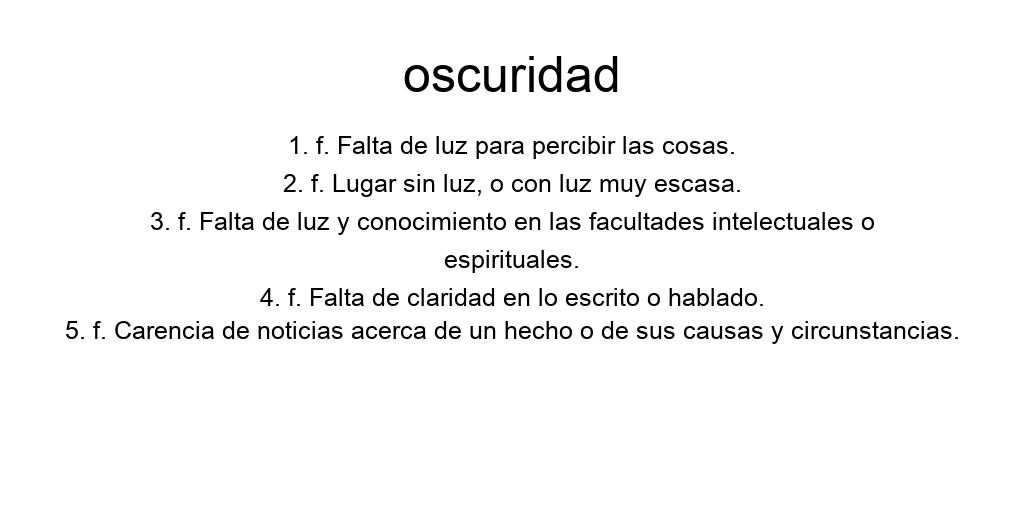 oscuridad
1. f. Falta de luz para percibir las cosas.
2. f. Lugar sin luz, o con luz muy escasa.
3. f. Falta de luz y conocimiento en las facultades intelectuales o
espirituales.
4. f. Falta de claridad en lo escrito o hablado.
5. f. Carencia de noticias acerca de un hecho o de sus causas y circunstancias.